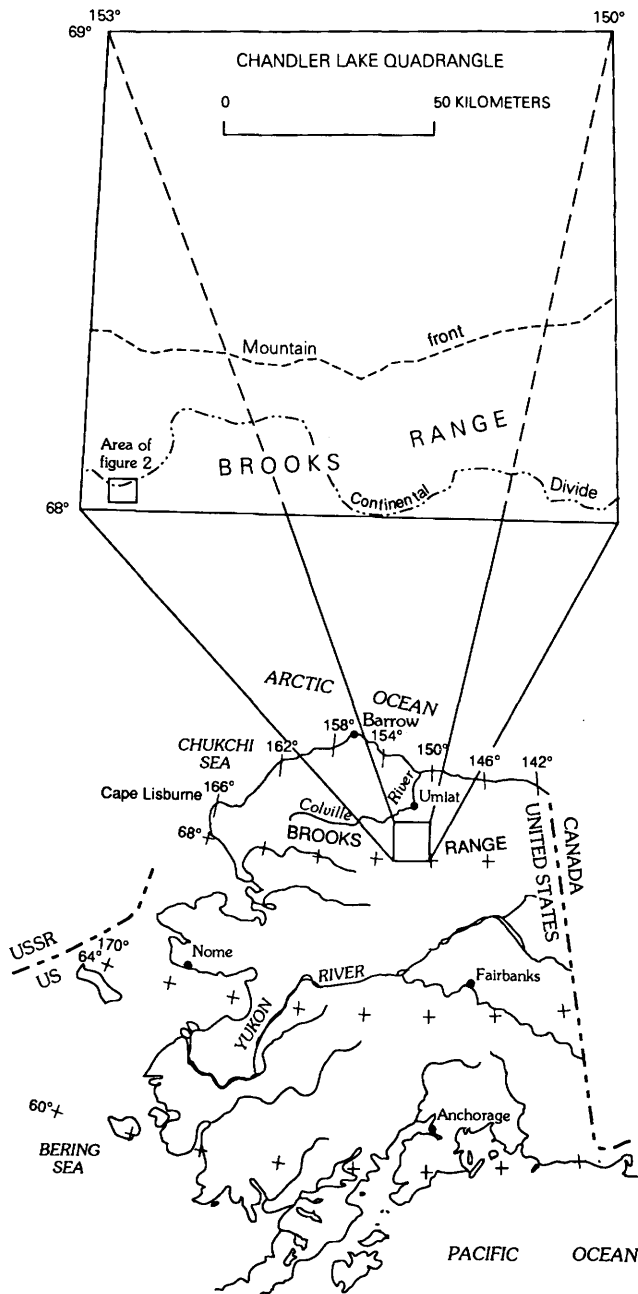 153°
150°
69°
CHANDLER LAKE QUADRANGLE
0
50 KILOMETERS
Mountain
front
RANGE
Area of
figure 2
BROOKS
Continental
Divide
68°
ARCTIC
OCEAN
158°
Barrow
154°
CHUKCHI
SEA
162°
150°
146°
142°
Cape Lisburne
166°
Colville
River
Umlat
68°
BROOKS
RANGE
CANADA
UNITED STATES
USSR
US
170°
64°
Nome
RIVER
YUKON
Fairbanks
60°
BERING
SEA
Anchorage
PACIFIC
OCEAN